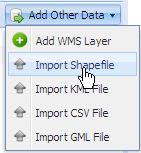 Add Other Data
Add WMS Layer
Import Shapefile
Import KML File
Import CSV File
Import GML File